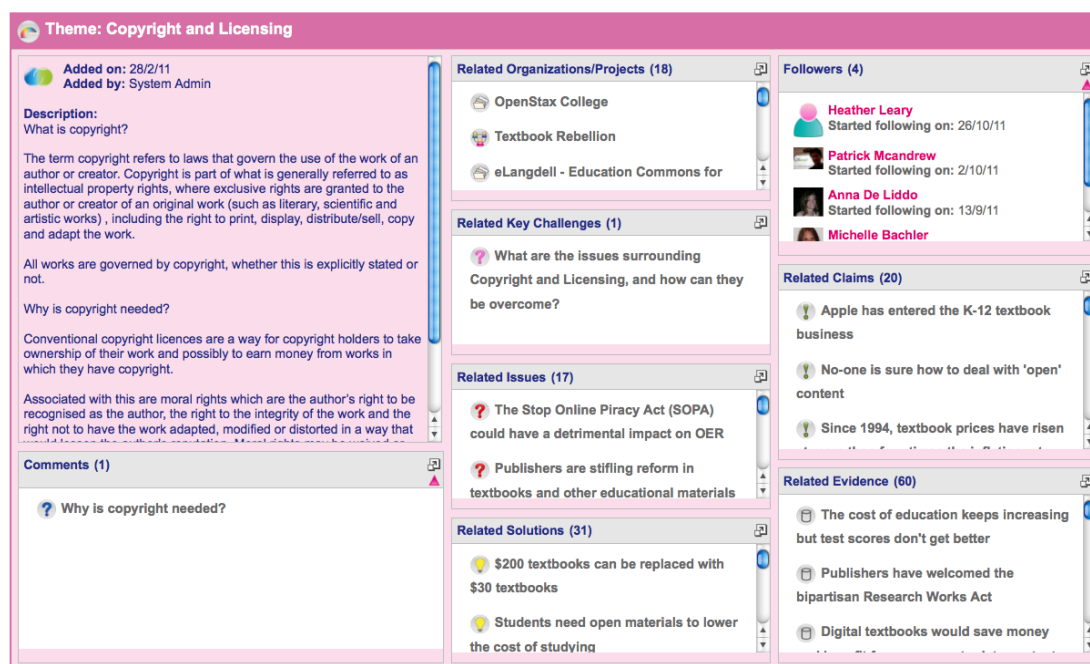 Theme: Copyright and Licensing
Added on: 28/2/11
Added by: System Admin
Description:
What is copyright?
The term copyright refers to laws that govern the use of the work of an
author or creator. Copyright is part of what is generally referred to as
intellectual property rights, where exclusive rights are granted to the
author or creator of an original work (such as literary, scientific and
artistic works) , including the right to print, display, distribute/sell, copy
and adapt the work.
All works are governed by copyright, whether this is explicitly stated or
not.
Why is copyright needed?
Conventional copyright licences are a way for copyright holders to take
ownership of their work and possibly to earn money from works in
which they have copyright.
Associated with this are moral rights which are the author's right to be
recognised as the author, the right to the integrity of the work and the
right not to have the work adapted, modified or distorted in a way that
Comments (1)
Why is copyright needed?
Related Organizations/Projects (18)
OpenStax College
Textbook Rebellion
eLangdell - Education Commons for
Related Key Challenges (1)
What are the issues surrounding
Copyright and Licensing, and how can they
be overcome?
Related Issues (17)
The Stop Online Piracy Act (SOPA)
could have a detrimental impact on OER
Publishers are stifling reform in
textbooks and other educational materials
Related Solutions (31)
$200 textbooks can be replaced with
$30 textbooks
Students need open materials to lower
the cost of studying
Followers (4)
Heather Leary
Started following on: 26/10/11
Patrick Mcandrew
Started following on: 2/10/11
Anna De Liddo
Started following on: 13/9/11
Michelle Bachler
Related Claims (20)
Apple has entered the K-12 textbook
business
No-one is sure how to deal with 'open'
content
Since 1994, textbook prices have risen
Related Evidence (60)
The cost of education keeps increasing
but test scores don't get better
Publishers have welcomed the
bipartisan Research Works Act
Digital textbooks would save money